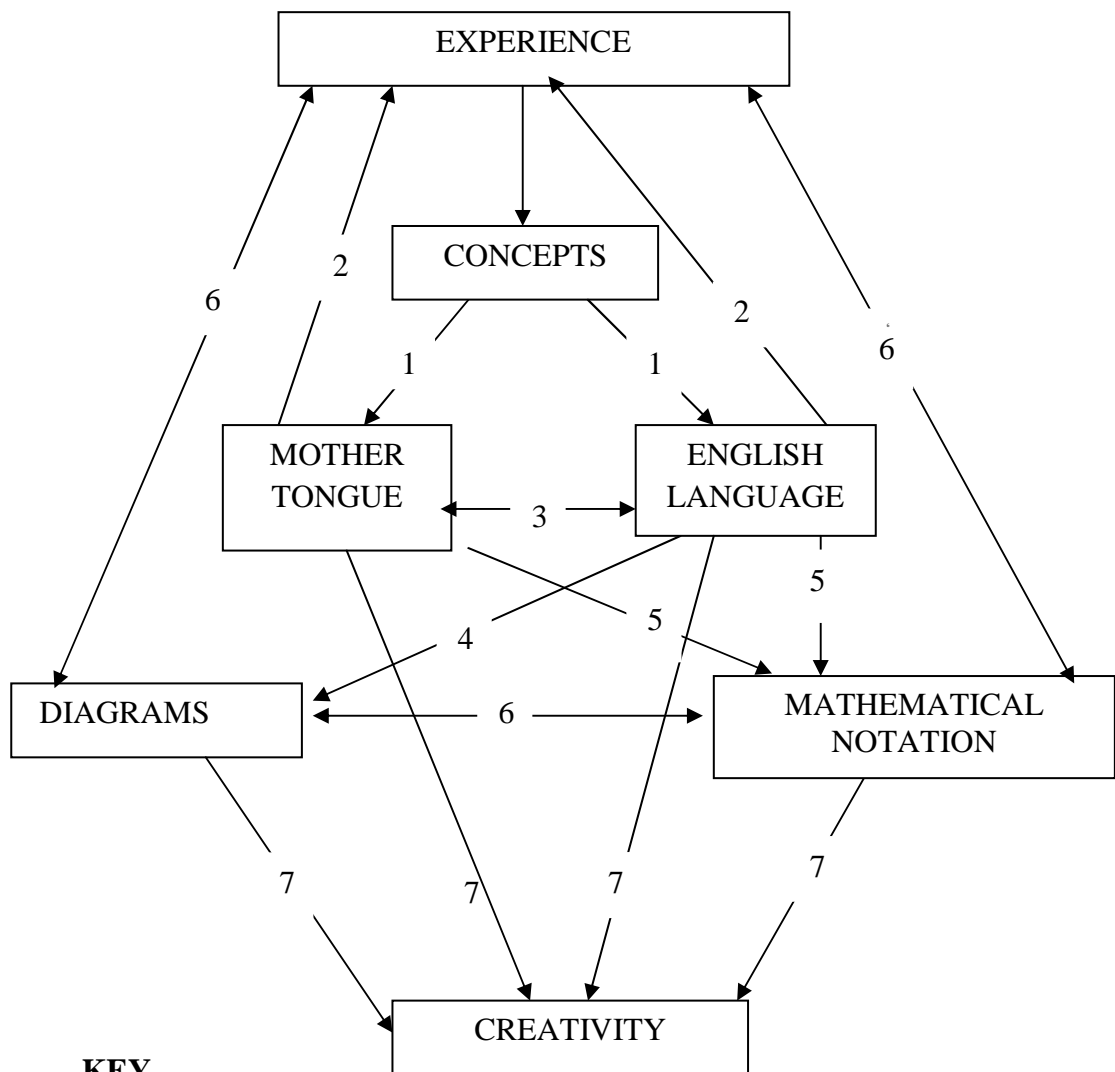 EXPERIENCE
CONCEPTS
2
6
2
6
1
1
MOTHER
TONGUE
ENGLISH
LANGUAGE
3
5
4
5
DIAGRAMS
6
MATHEMATICAL
NOTATION
7
7
7
7
CREATIVITY
KEY